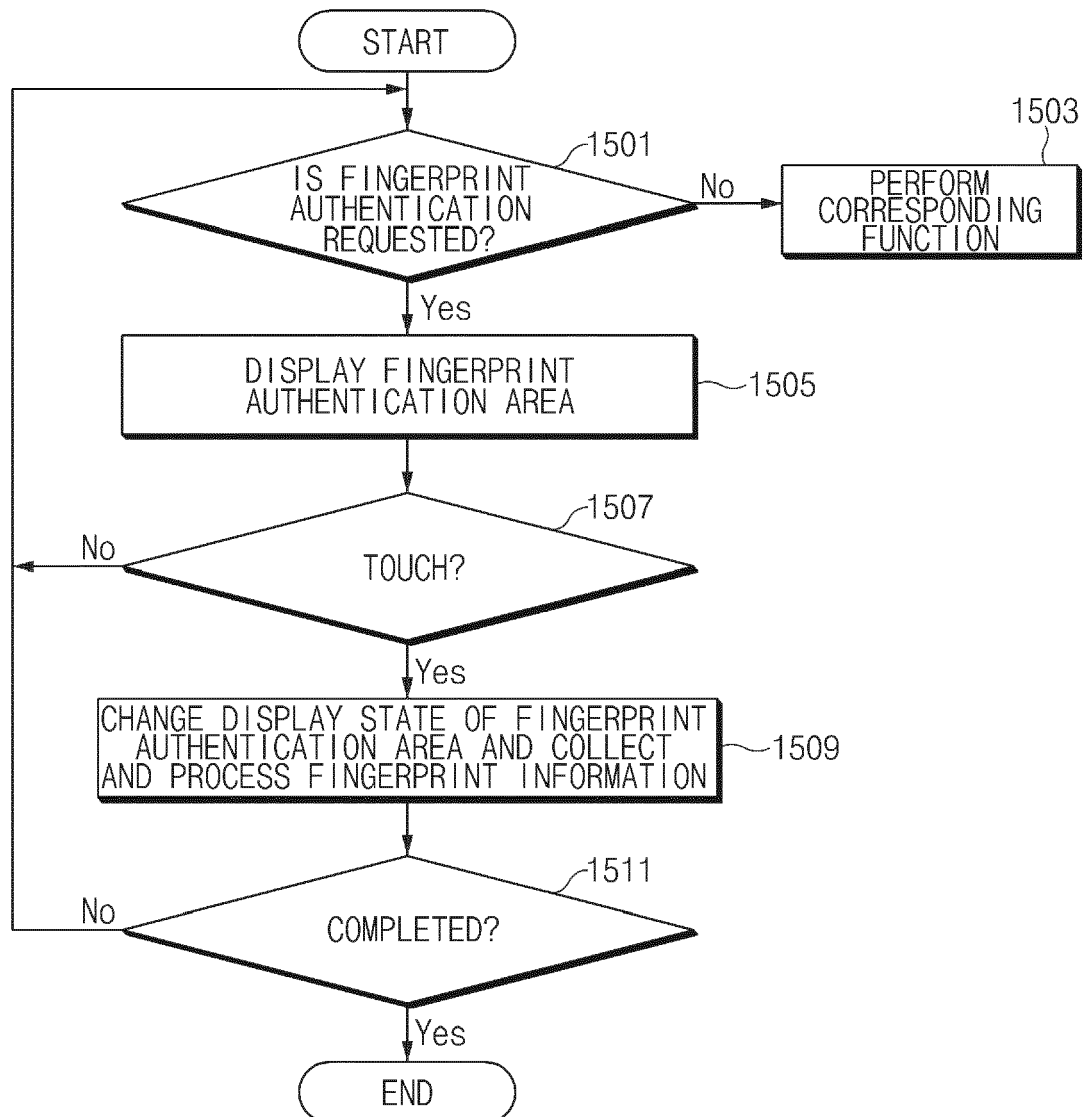 START
1501
1503
IS FINGERPRINT
AUTHENTICATION
REQUESTED?
No
PERFORM
CORRESPONDING
FUNCTION
Yes
DISPLAY FINGERPRINT
AUTHENTICATION AREA
1505
1507
No
TOUCH?
Yes
CHANGE DISPLAY STATE OF FINGERPRINT
AUTHENTICATION AREA AND COLLECT
AND PROCESS FINGERPRINT INFORMATION
1509
1511
No
COMPLETED?
Yes
END